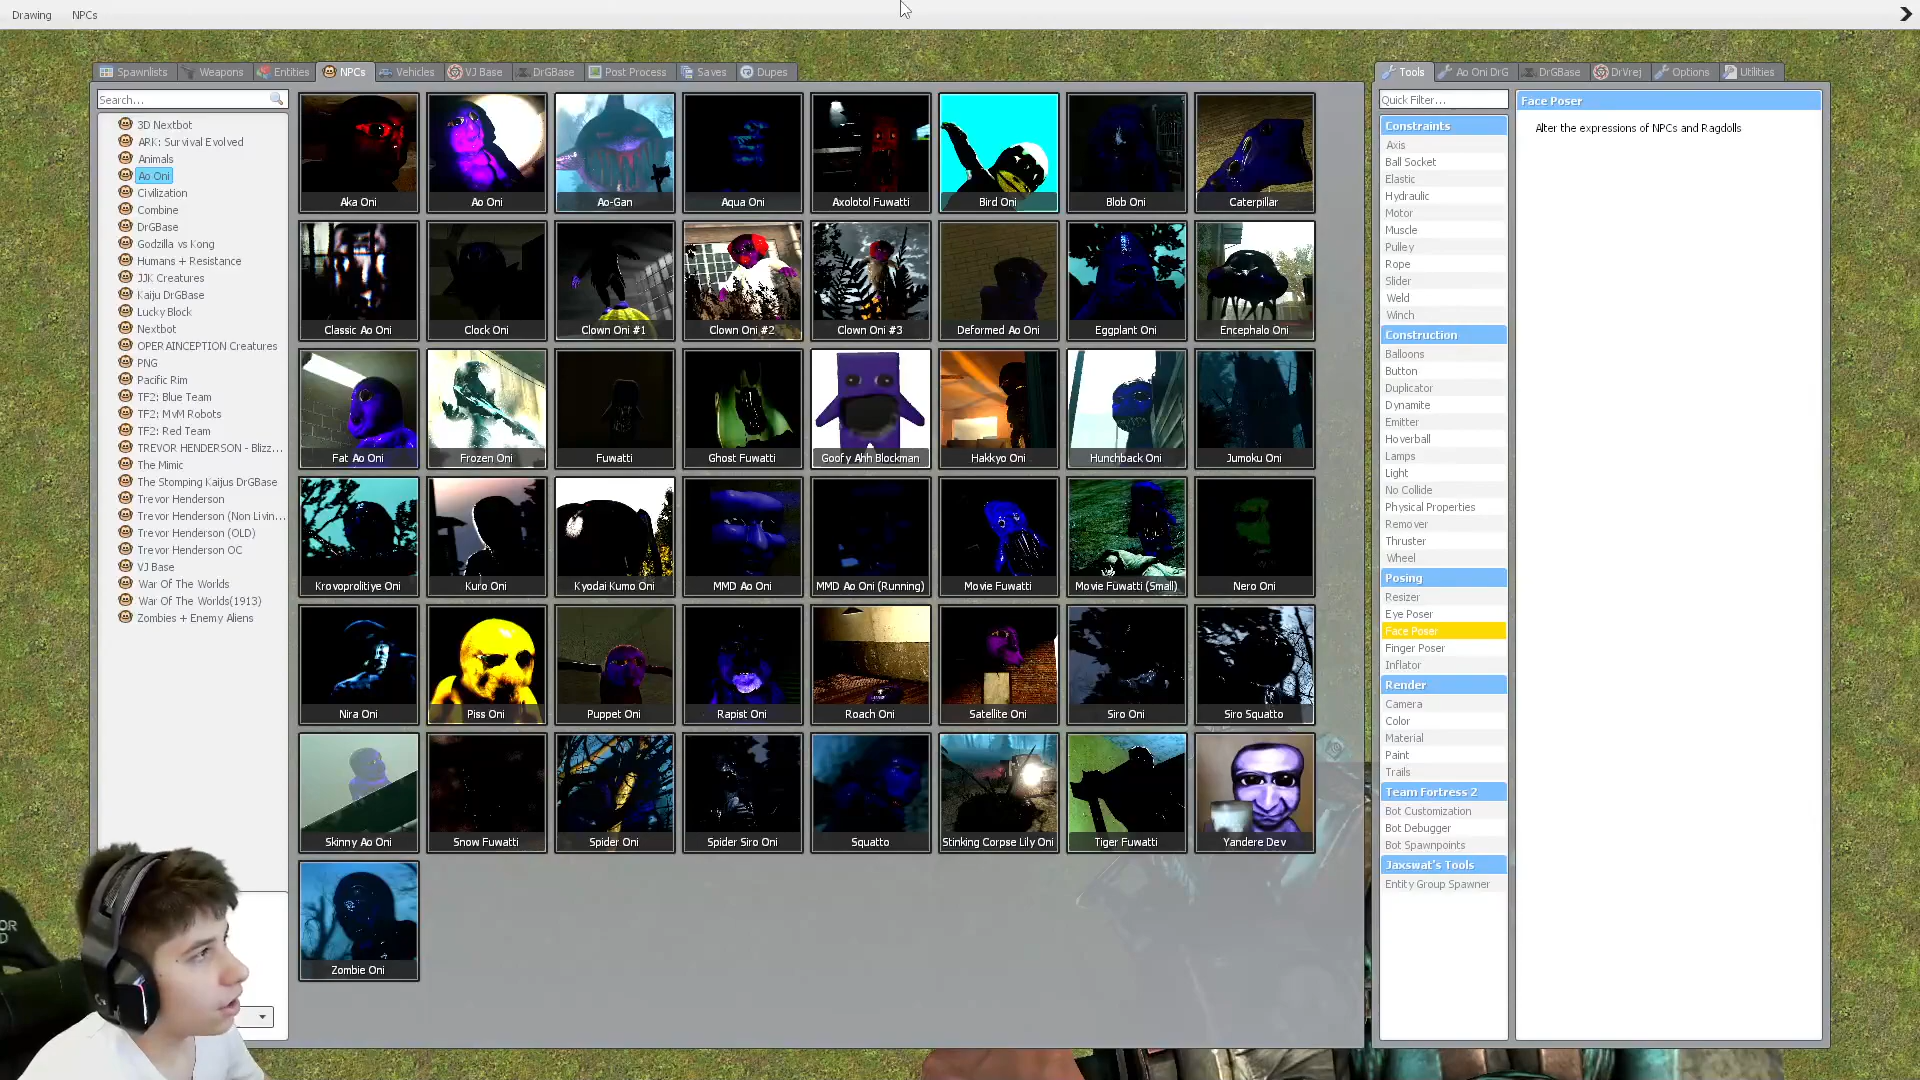 Drawing NPCs
Spawnlists Weapons Entities NPCs Vehicles VJ Base DrGBase Post Process Saves Dupes
Search...
3D Nextbot
ARK: Survival Evolved
Animals
Ao Oni
Civilization
Combine
DrGBase
Godzilla vs Kong
Humans + Resistance
JJK Creatures
Kaiju DrGBase
Lucky Block
Nextbot
OPERAINCEPTION Creatures
PNG
Pacific Rim
TF2: Blue Team
TF2: MvM Robots
TF2: Red Team
TREVOR HENDERSON - Blizz...
The Mimic
The Stomping Kaijus DrGBase
Trevor Henderson
Trevor Henderson (Non Livin...
Trevor Henderson (OLD)
Trevor Henderson OC
VJ Base
War Of The Worlds
War Of The Worlds(1913)
Zombies + Enemy Aliens
Aka Oni Ao Oni Ao-Gan Aqua Oni Axolotol Fuwatti Bird Oni Blob Oni Caterpillar
Classic Ao Oni Clock Oni Clown Oni #1 Clown Oni #2 Clown Oni #3 Deformed Ao Oni Eggplant Oni Encephalo Oni
Fat Ao Oni Frozen Oni Fuwatti Ghost Fuwatti Goofy Ahh Blockman Hakkyo Oni Hunchback Oni Jumoku Oni
Krovoprolitiye Oni Kuro Oni Kyodai Kumo Oni MMD Ao Oni MMD Ao Oni (Running) Movie Fuwatti Movie Fuwatti (Small) Nero Oni
Nira Oni Piss Oni Puppet Oni Rapist Oni Roach Oni Satellite Oni Siro Oni Siro Squatto
Skinny Ao Oni Snow Fuwatti Spider Oni Spider Siro Oni Squatto Stinking Corpse Lily Oni Tiger Fuwatti Yandere Dev
Zombie Oni
Tools Ao Oni DrG DrGBase DrVrej Options Utilities
Quick Filter...
Constraints
Axis
Ball Socket
Elastic
Hydraulic
Motor
Muscle
Pulley
Rope
Slider
Weld
Winch
Construction
Balloons
Button
Duplicator
Dynamite
Emitter
Hoverball
Lamps
Light
No Collide
Physical Properties
Remover
Thruster
Wheel
Posing
Resizer
Eye Poser
Face Poser
Finger Poser
Inflator
Render
Camera
Color
Material
Paint
Trails
Team Fortress 2
Bot Customization
Bot Debugger
Bot Spawnpoints
Jaxswat's Tools
Entity Group Spawner
Face Poser
Alter the expressions of NPCs and Ragdolls